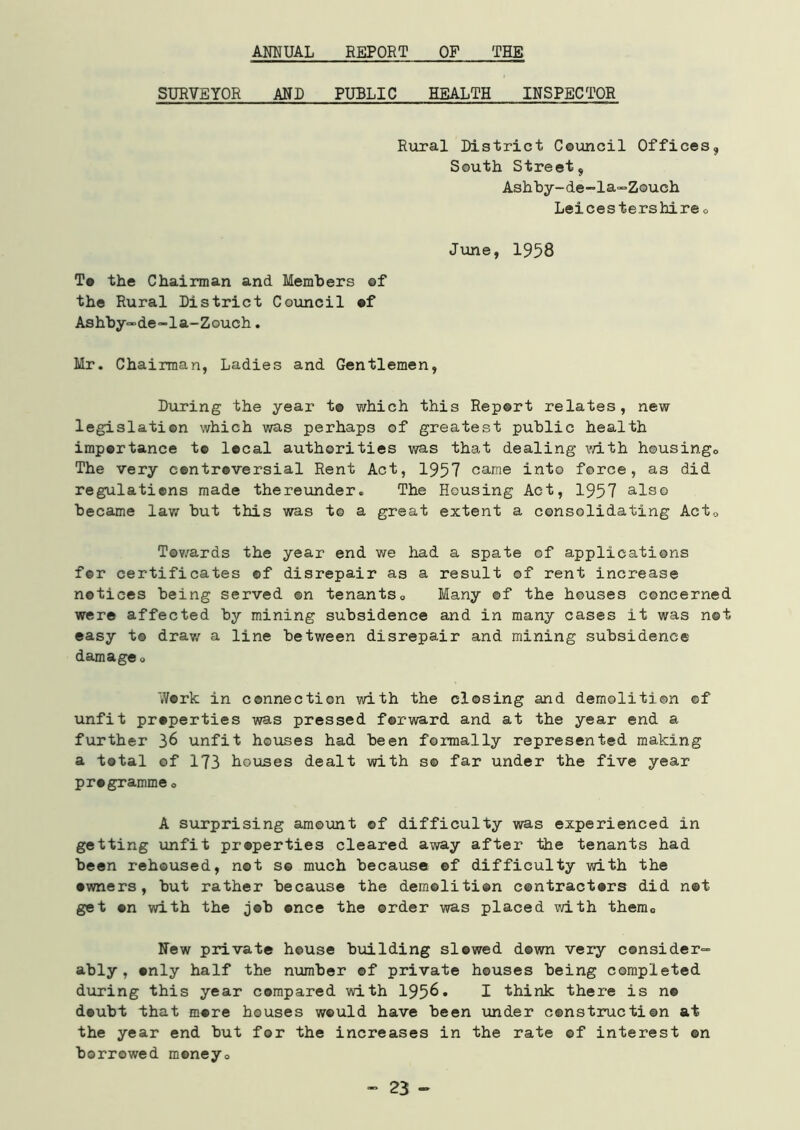 ANNUAL REPORT OF THE
SURVEYOR AND PUBLIC HEALTH INSPECTOR
Rural District Council Offices,
South Street,
Ashby-de-la-Zouch
Leicestershire.
June, 1958
To the Chairman and Members of
the Rural District Council of
Ashby-de-la-Zouch.
Mr. Chairman, Ladies and Gentlemen,
During the year to which this Report relates, new
legislation which was perhaps of greatest public health
importance to local authorities was that dealing with housing.
The very controversial Rent Act, 1957 came into force, as did
regulations made thereunder. The Housing Act, 1957 also
became law but this was to a great extent a consolidating Act.
Towards the year end we had a spate of applications
for certificates of disrepair as a result of rent increase
notices being served on tenants. Many of the houses concerned
were affected by mining subsidence and in many cases it was not
easy to draw a line between disrepair and mining subsidence
damage.
Work in connection with the closing and demolition of
unfit properties was pressed forward and at the year end a
further 36 unfit houses had been formally represented making
a total of 173 houses dealt with so far under the five year
programme.
A surprising amount of difficulty was experienced in
getting unfit properties cleared away after the tenants had
been rehoused, not so much because of difficulty with the
owners, but rather because the demolition contractors did not
get on with the job once the order was placed with them.
New private house building slowed down very consider-
ably, only half the number of private houses being completed
during this year compared with 1956. I think there is no
doubt that more houses would have been under construction at
the year end but for the increases in the rate of interest on
borrowed money.
- 23 -